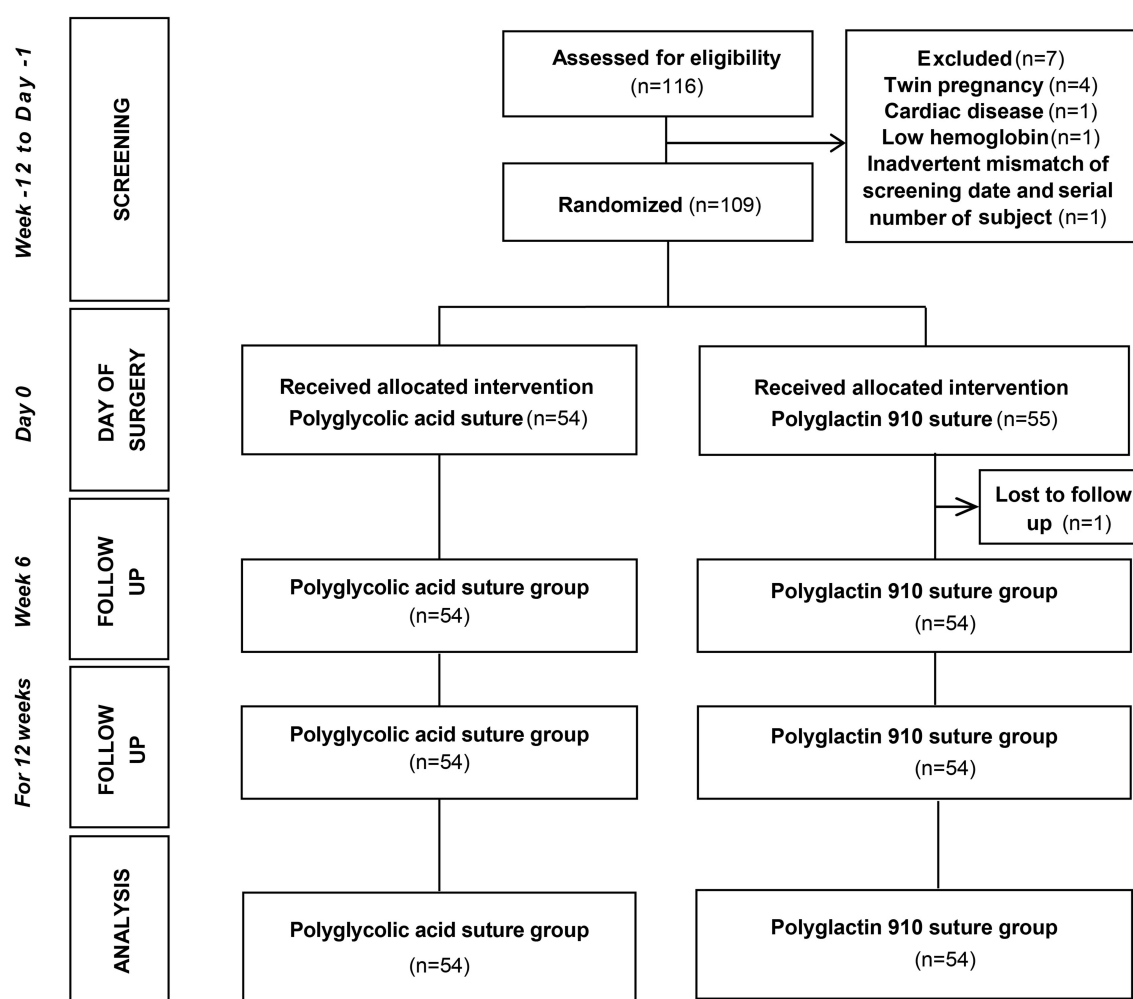 Week -12 to Day -1
SCREENING
Assessed for eligibility
(n=116)
Excluded (n=7)
Twin pregnancy (n=4)
Cardiac disease (n=1)
Low hemoglobin (n=1)
Inadvertent mismatch of
screening date and serial
number of subject (n=1)
Randomized (n=109)
Day 0
DAY OF
SURGERY
Received allocated intervention
Polyglycolic acid suture (n=54)
Received allocated intervention
Polyglactin 910 suture (n=55)
Lost to follow
up (n=1)
Week 6
FOLLOW
UP
Polyglycolic acid suture group
(n=54)
Polyglactin 910 suture group
(n=54)
For 12 weeks
FOLLOW
UP
Polyglycolic acid suture group
(n=54)
Polyglactin 910 suture group
(n=54)
ANALYSIS
Polyglycolic acid suture group
(n=54)
Polyglactin 910 suture group
(n=54)